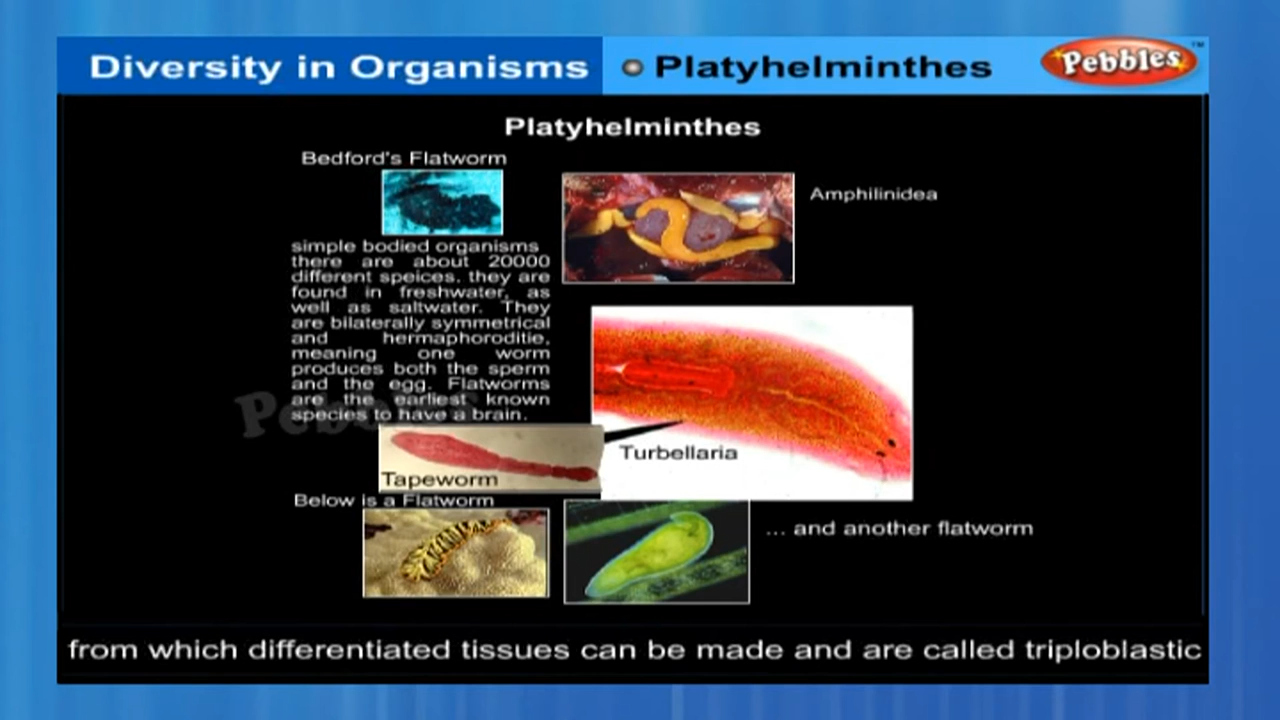 Diversity in Organisms
Platyhelminthes
Pebbles
TM
Platyhelminthes
Bedford's Flatworm
Amphilinidea
simple bodied organisms
there are about 20000
different speices. they are
found in freshwater, as
well as saltwater. They
are bilaterally symmetrical
and hermaphoroditie,
meaning one worm
produces both the sperm
and the egg. Flatworms
are the earliest known
species to have a brain.
Pebbles
Turbellaria
Tapeworm
Below is a Flatworm
... and another flatworm
from which differentiated tissues can be made and are called triploblastic